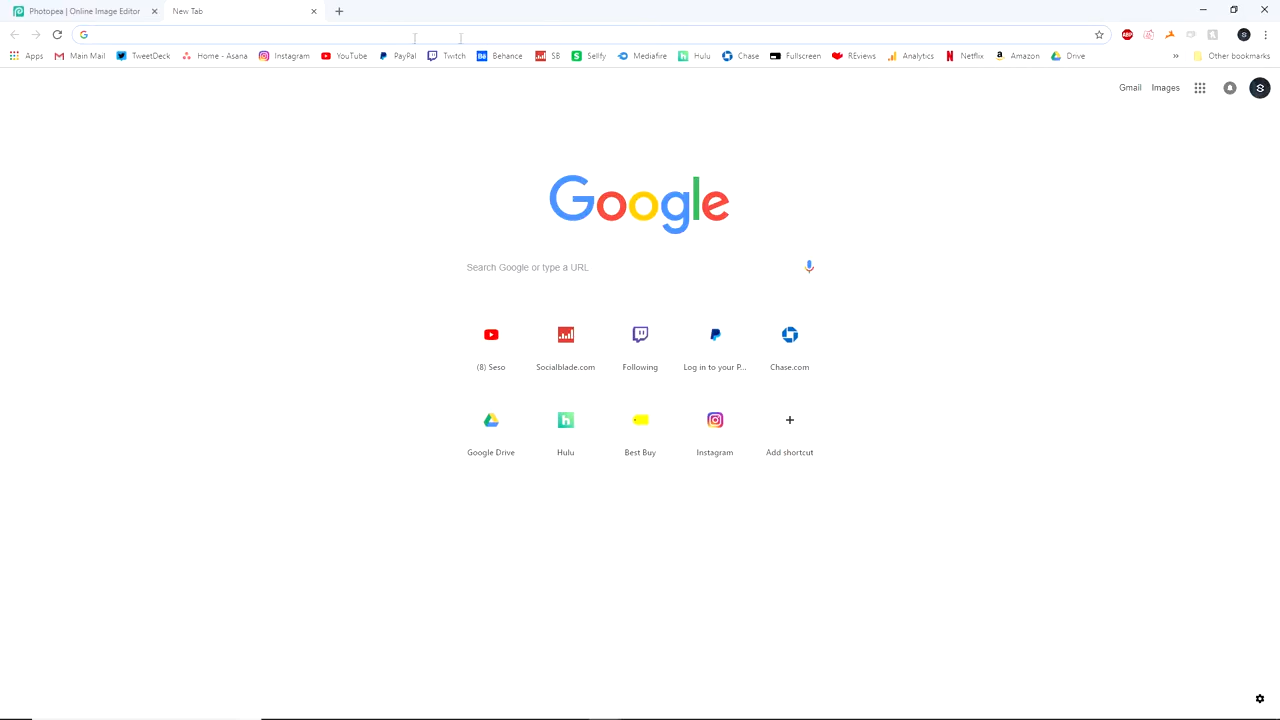 Photopea | Online Image Editor
New Tab
Apps Main Mail TweetDeck Home - Asana Instagram YouTube PayPal Twitch Behance SB Sellfy Mediafire Hulu Chase Fullscreen REviews Analytics Netflix Amazon Drive » Other bookmarks
Gmail Images S
Google
Search Google or type a URL
(8) Seso Socialblade.com Following Log in to your P... Chase.com
Google Drive Hulu Best Buy Instagram Add shortcut